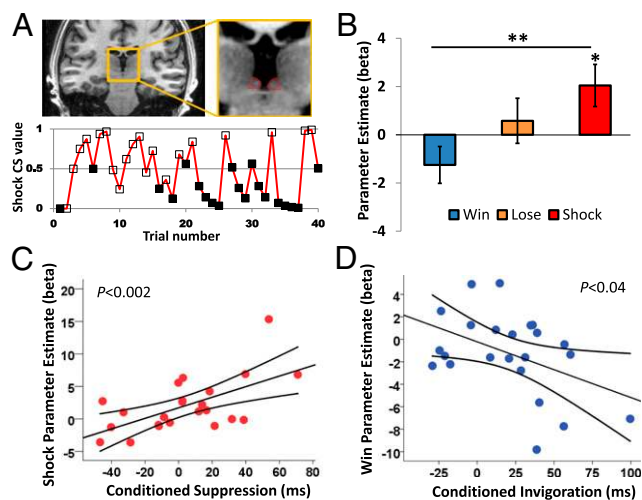 A
B
Shock CS value
1
0.5
0
0 10 20 30 40
Trial number
Parameter Estimate (beta)
4
2
0
-2
-4
**
*
Win Lose Shock
C
D
Shock Parameter Estimate (beta)
20
15
10
5
0
-5
P<0.002
-40 -20 0 20 40 60 80
Conditioned Suppression (ms)
Win Parameter Estimate (beta)
4
2
0
-2
-4
-6
-8
-10
P<0.04
-25 0 25 50 75 100
Conditioned Invigoration (ms)